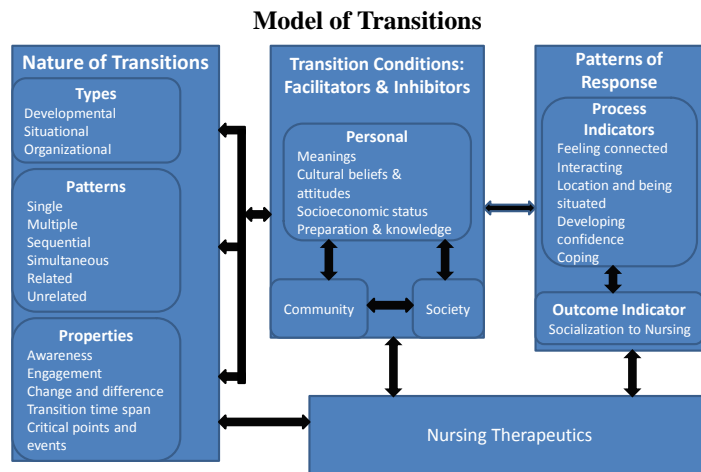 Model of Transitions
Nature of Transitions
Types
Developmental
Situational
Organizational
Patterns
Single
Multiple
Sequential
Simultaneous
Related
Unrelated
Properties
Awareness
Engagement
Change and difference
Transition time span
Critical points and
events
Transition Conditions:
Facilitators & Inhibitors
Personal
Meanings
Cultural beliefs &
attitudes
Socioeconomic status
Preparation & knowledge
Community
Society
Patterns of
Response
Process
Indicators
Feeling connected
Interacting
Location and being
situated
Developing
confidence
Coping
Outcome Indicator
Socialization to Nursing
Nursing Therapeutics